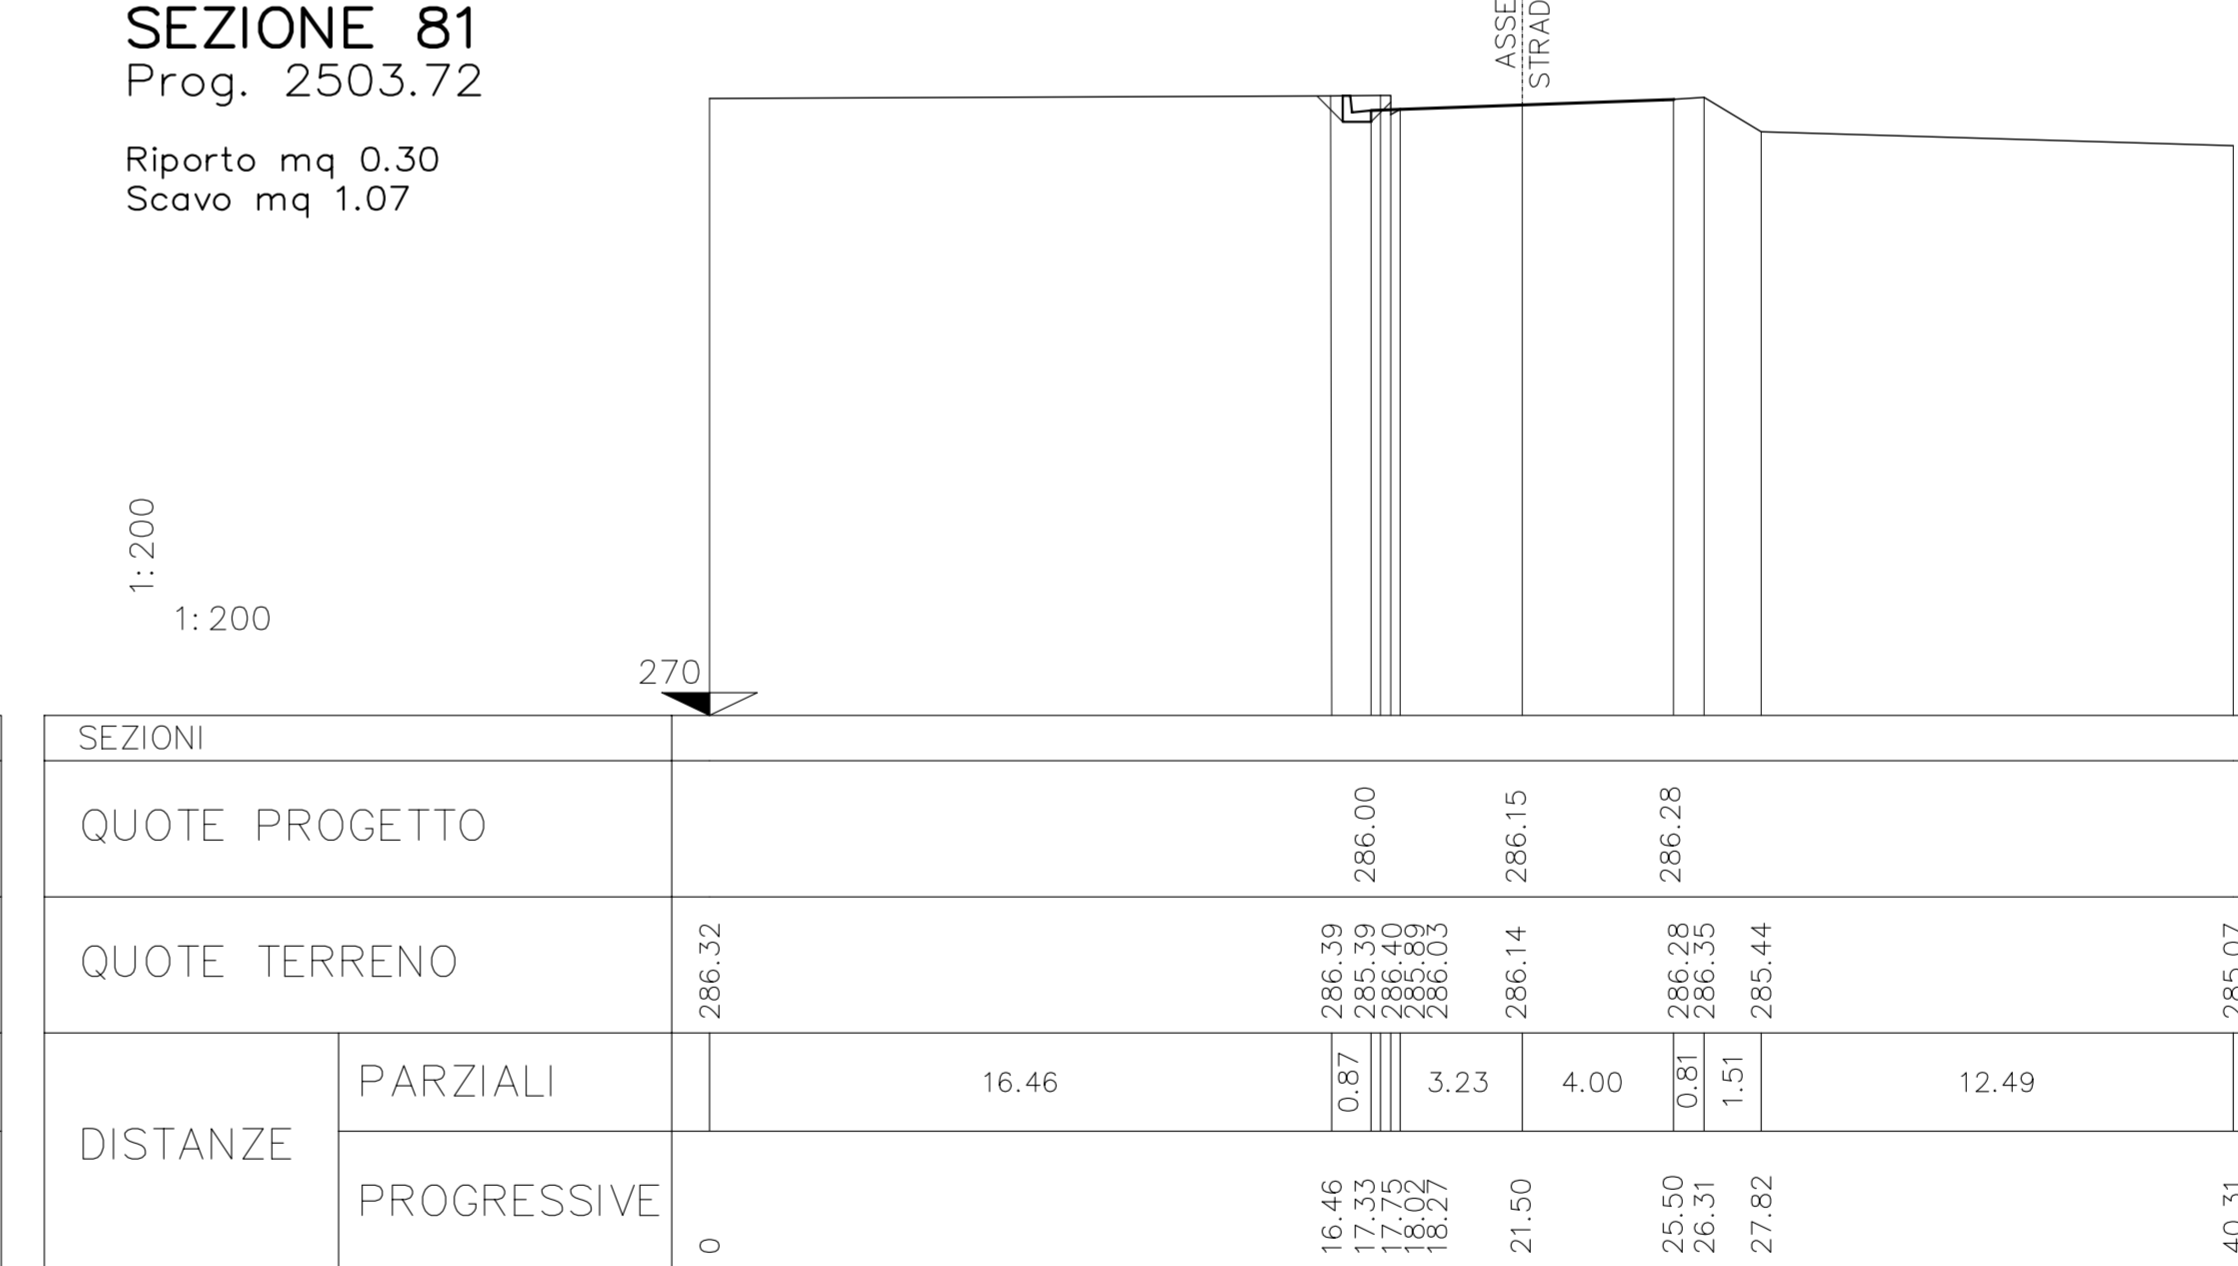 SEZIONE 81
Prog. 2503.72
Riporto mq 0.30
Scavo mq 1.07
ASSE
STRAD
1:200
1:200
270
SEZIONI
QUOTE PROGETTO
286.00 286.15 286.28
QUOTE TERRENO
286.32 286.39 285.39 286.40 285.89 286.03 286.14 286.28 286.35 285.44 285.07
DISTANZE
PARZIALI
16.46 0.87 3.23 4.00 0.81 1.51 12.49
PROGRESSIVE
0 16.46 17.33 17.75 18.02 18.27 21.50 25.50 26.31 27.82 40.31